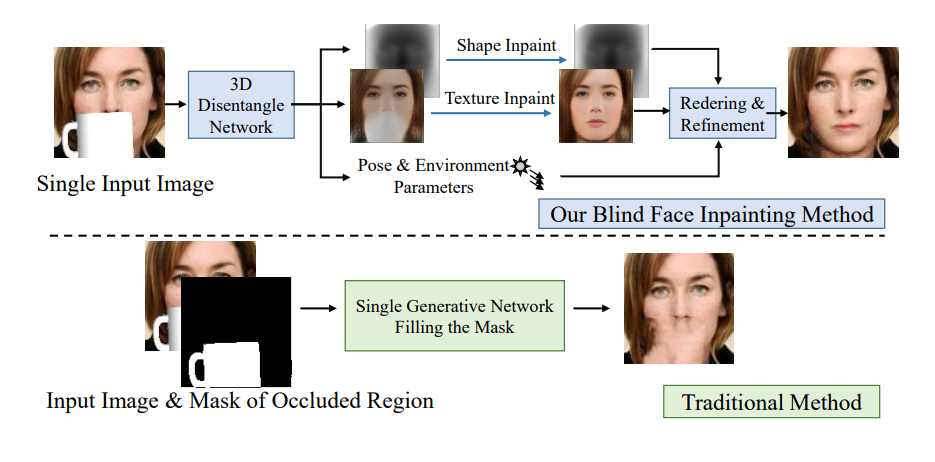 Single Input Image
3D
Disentangle
Network
Shape Inpaint
Texture Inpaint
Pose & Environment
Parameters
Redering &
Refinement
Our Blind Face Inpainting Method
Input Image & Mask of Occluded Region
Single Generative Network
Filling the Mask
Traditional Method